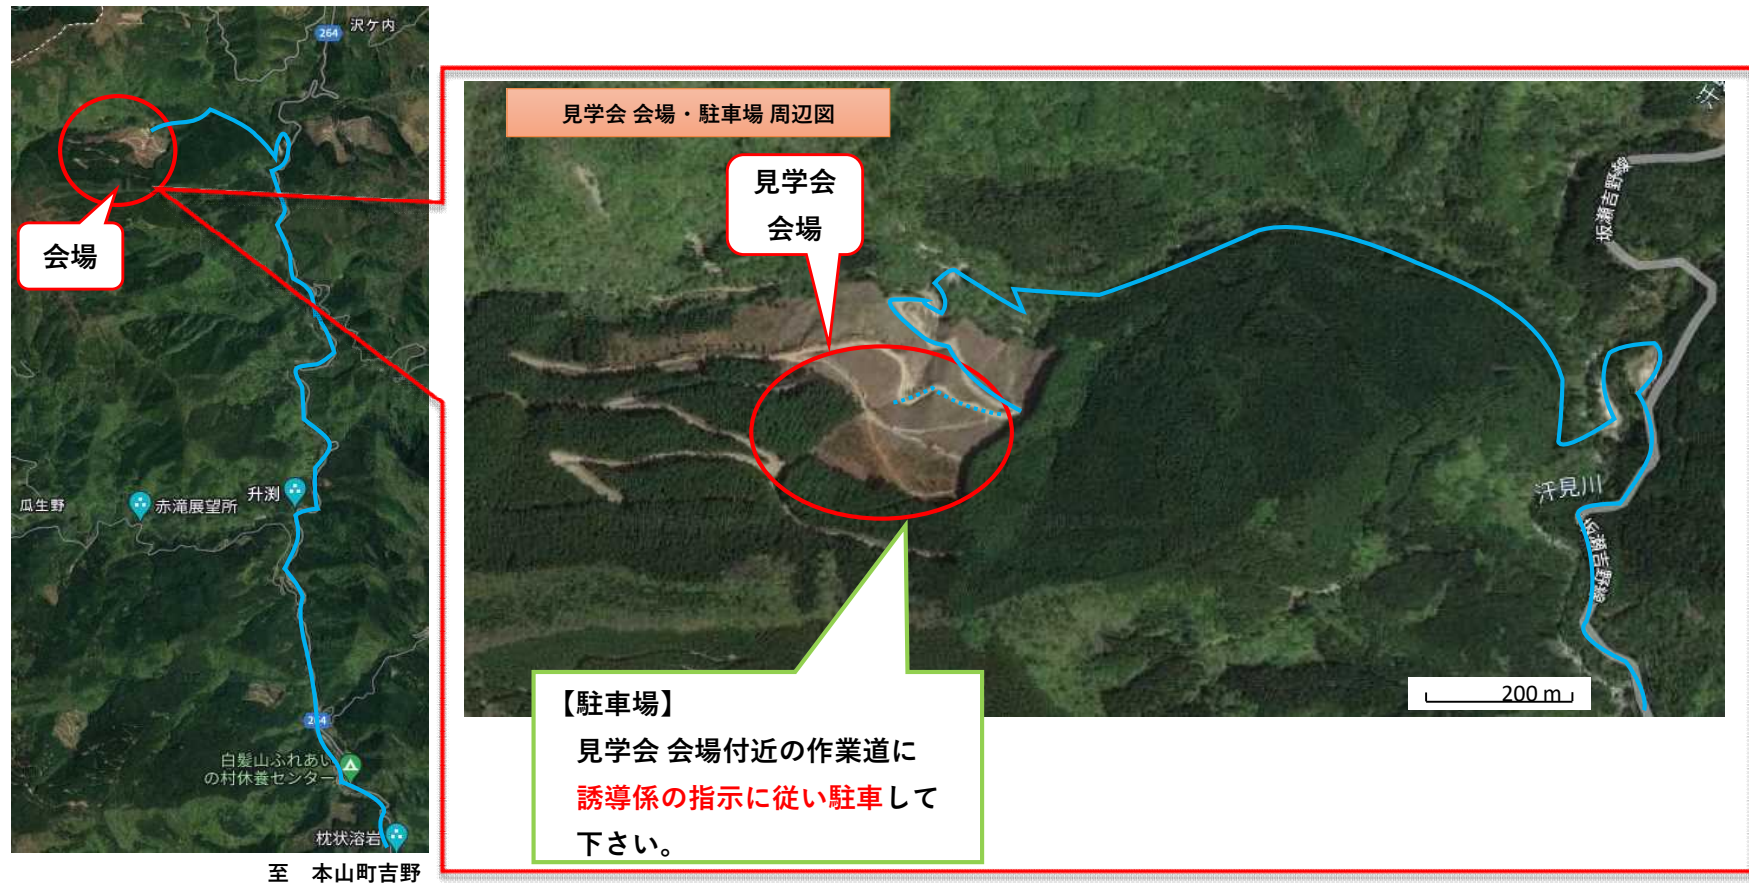 264
沢ケ内
会場
瓜生野
赤滝展望所
升渕
264
白髪山ふれあい
の村休養センター
枕状溶岩
至 本山町吉野
見学会 会場・駐車場 周辺図
見学会
会場
坂瀬吉野線
汗見川
坂瀬吉野線
200 m
【駐車場】
見学会 会場付近の作業道に
誘導係の指示に従い駐車して
下さい。